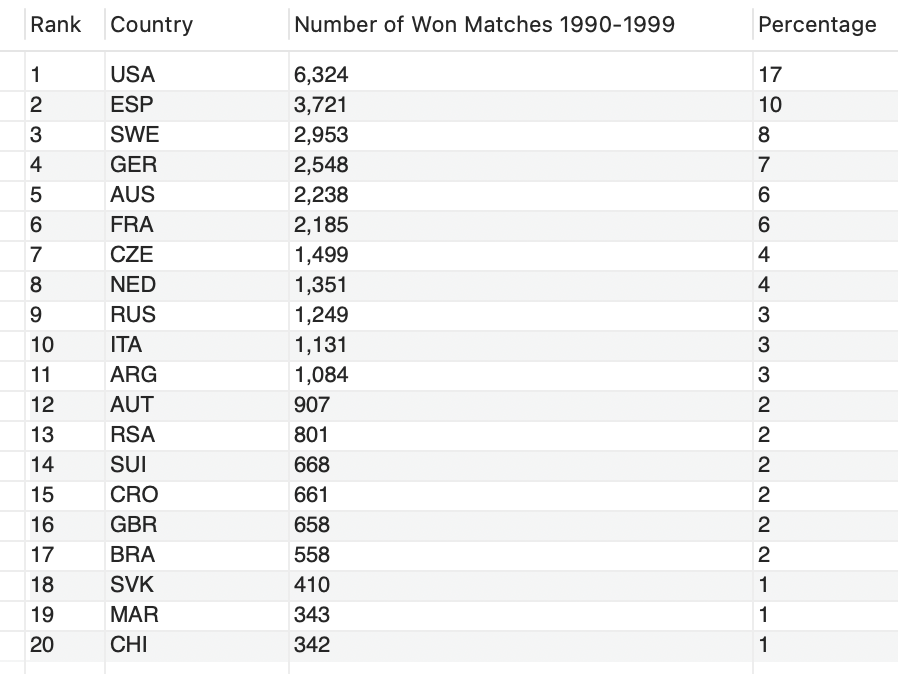 Rank Country Number of Won Matches 1990-1999 Percentage
1 USA 6,324 17
2 ESP 3,721 10
3 SWE 2,953 8
4 GER 2,548 7
5 AUS 2,238 6
6 FRA 2,185 6
7 CZE 1,499 4
8 NED 1,351 4
9 RUS 1,249 3
10 ITA 1,131 3
11 ARG 1,084 3
12 AUT 907 2
13 RSA 801 2
14 SUI 668 2
15 CRO 661 2
16 GBR 658 2
17 BRA 558 2
18 SVK 410 1
19 MAR 343 1
20 CHI 342 1